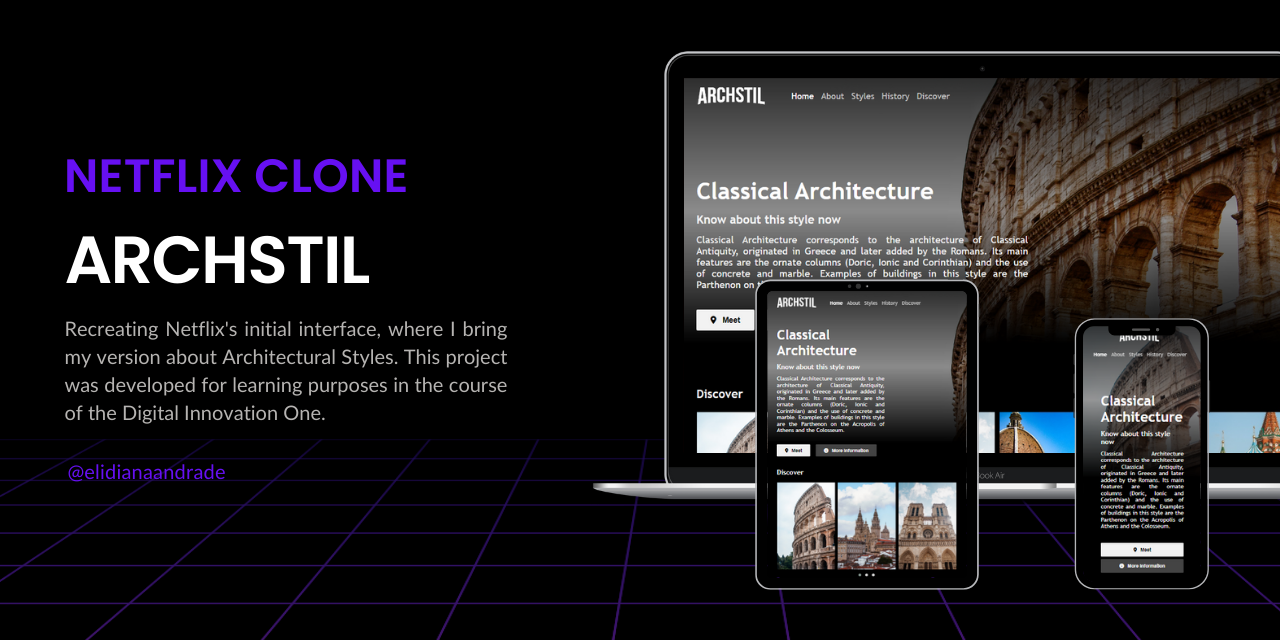 NETFLIX CLONE
ARCHSTIL
Recreating Netflix's initial interface, where I bring
my version about Architectural Styles. This project
was developed for learning purposes in the course
of the Digital Innovation One.
@elidianaandrade
ARCHSTIL
Home About Styles History Discover
Classical Architecture
Know about this style now
Classical Architecture corresponds to the architecture of Classical
Antiquity, originated in Greece and later added by the Romans. Its main
features are the ornate columns (Doric, Ionic and Corinthian) and the use
of concrete and marble. Examples of buildings in this style are the
Parthenon on
Meet
Discover
ook Air
ARCHSTIL
Home About Styles History Discover
Classical
Architecture
Know about this style now
Classical Architecture corresponds to the
architecture of Classical Antiquity,
originated in Greece and later added by the
Romans. Its main features are the
ornate columns (Doric, Ionic and
Corinthian) and the use of concrete and
marble. Examples of buildings in this style
are the Parthenon on the Acropolis of
Athens and the Colosseum.
Meet
More Information
Discover
ARCHSTIL
Home About Styles History Discover
Classical
Architecture
Know about this style
now
Classical Architecture
corresponds to the architecture
of Classical Antiquity,
originated in Greece and later
added by the Romans. Its main
features are the ornate
columns (Doric, Ionic and
Corinthian) and the use of
concrete and marble. Examples
of buildings in this style are the
Parthenon on the Acropolis of
Athens and the Colosseum.
Meet
More Information